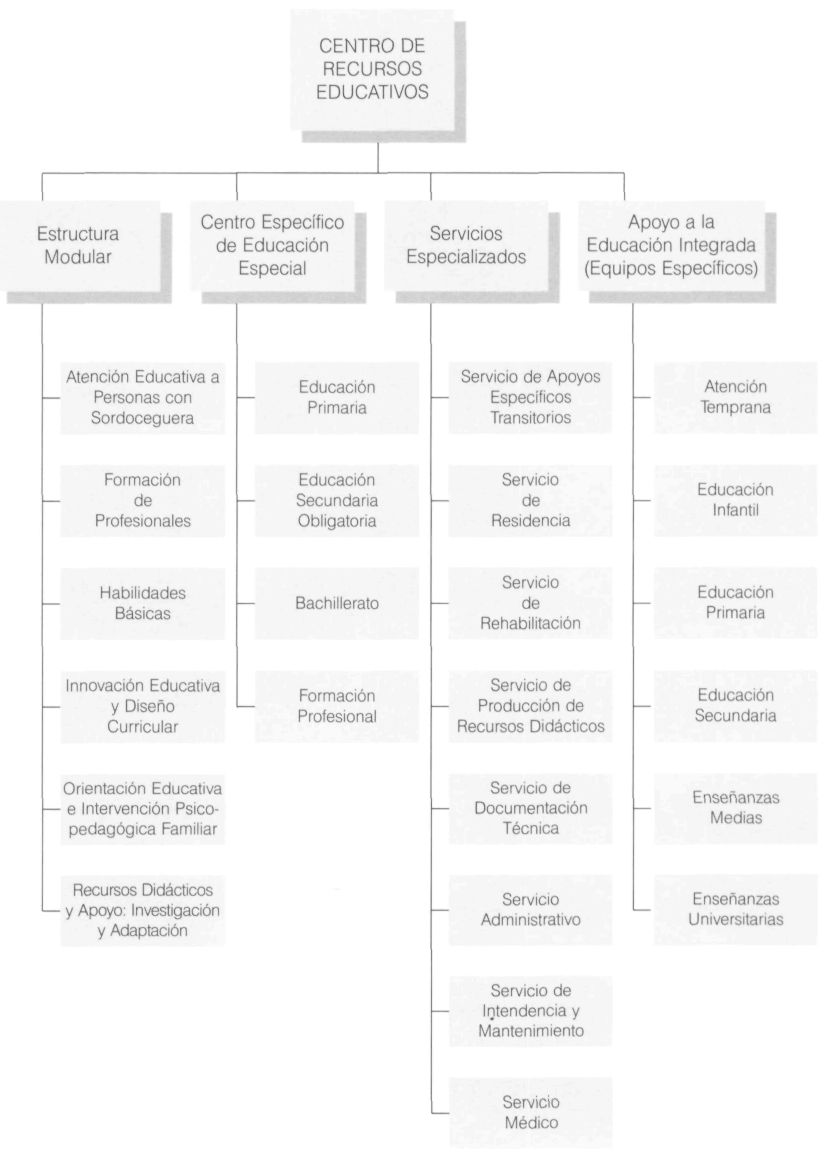 CENTRO DE
RECURSOS
EDUCATIVOS
Estructura
Modular
Centro Específico
de Educación
Especial
Servicios
Especializados
Apoyo a la
Educación Integrada
(Equipos Específicos)
Atención Educativa a
Personas con
Sordoceguera
Formación
de
Profesionales
Habilidades
Básicas
Innovación Educativa
y Diseño
Curricular
Orientación Educativa
e Intervención Psico-
pedagógica Familiar
Recursos Didácticos
y Apoyo: Investigación
y Adaptación
Educación
Primaria
Educación
Secundaria
Obligatoria
Bachillerato
Formación
Profesional
Servicio de Apoyos
Específicos
Transitorios
Servicio
de
Residencia
Servicio
de
Rehabilitación
Servicio de
Producción de
Recursos Didácticos
Servicio de
Documentación
Técnica
Servicio
Administrativo
Servicio de
Intendencia y
Mantenimiento
Servicio
Médico
Atención
Temprana
Educación
Infantil
Educación
Primaria
Educación
Secundaria
Enseñanzas
Medias
Enseñanzas
Universitarias